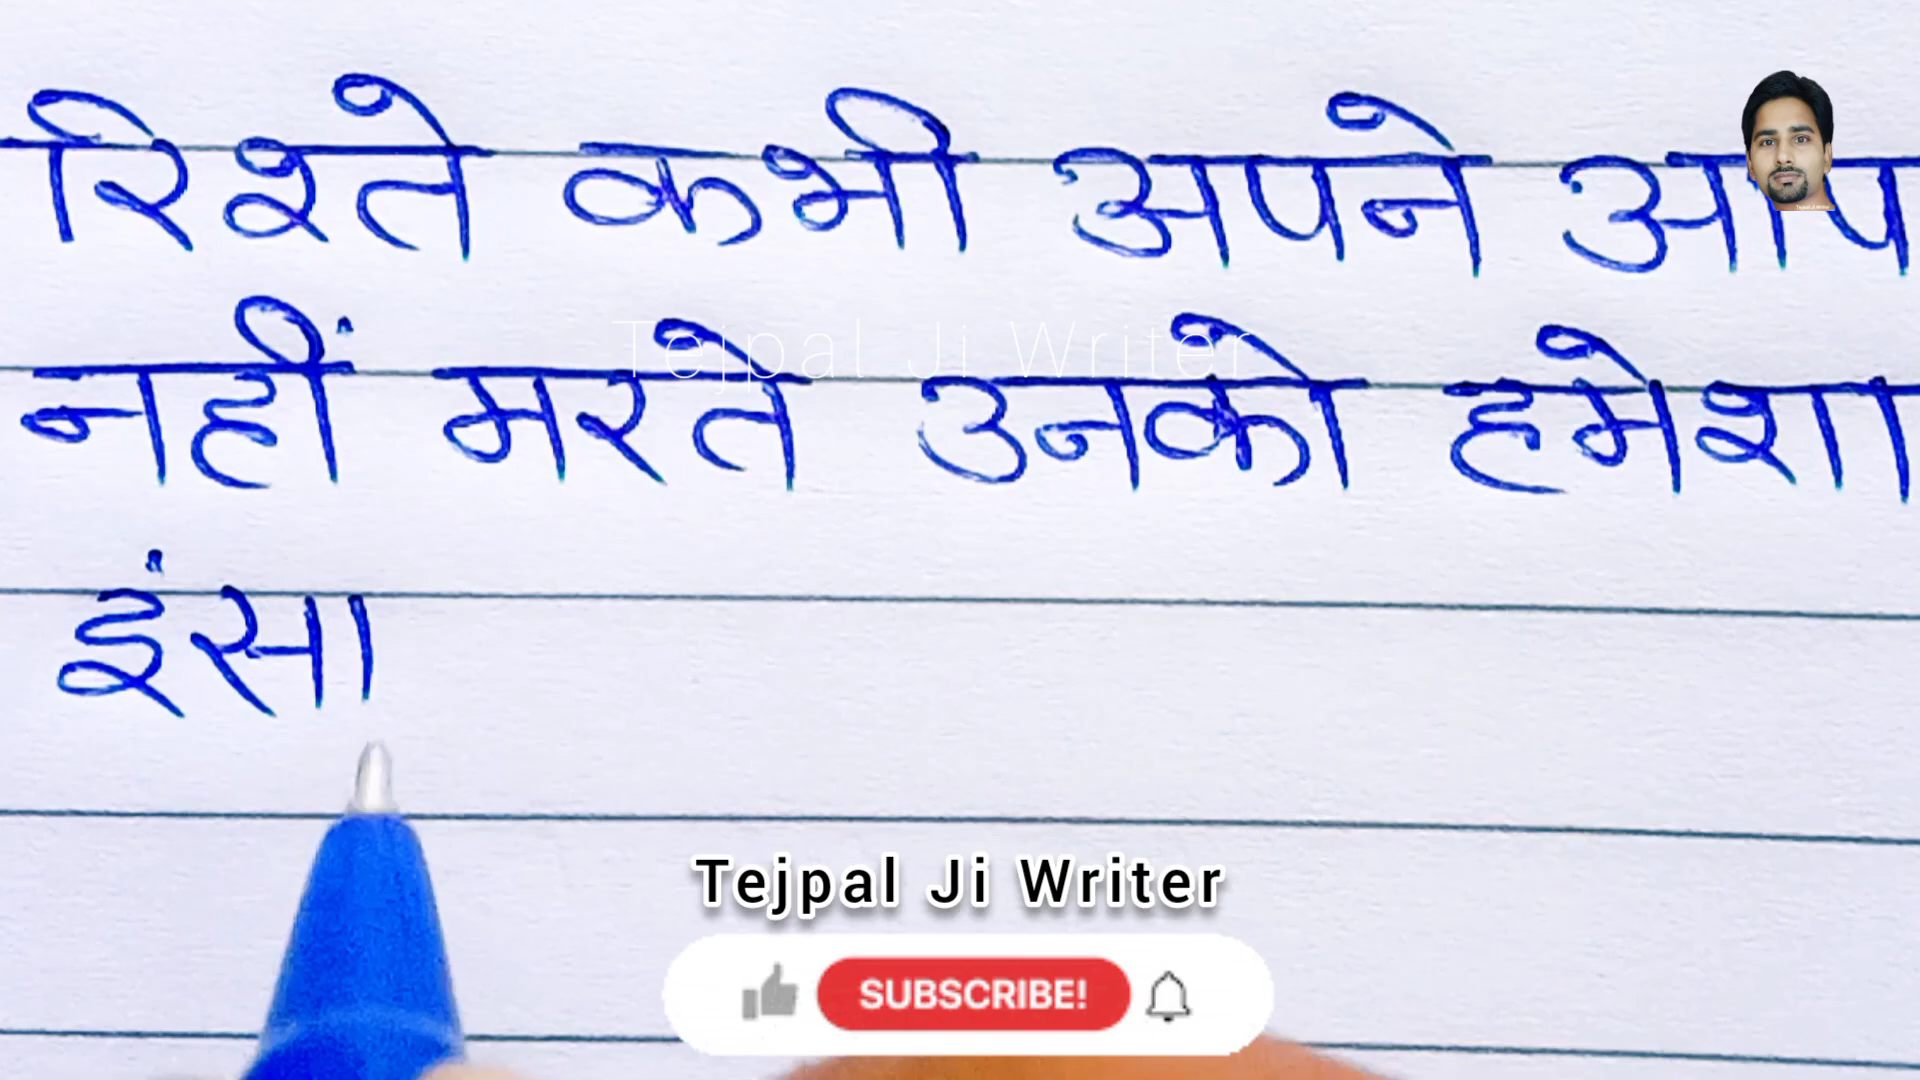 रिश्ते कभी अपने आप
नहीं मरते उनको हमेशा
Tejpal Ji Writer
इंसा
Tejpal Ji Writer
SUBSCRIBE!